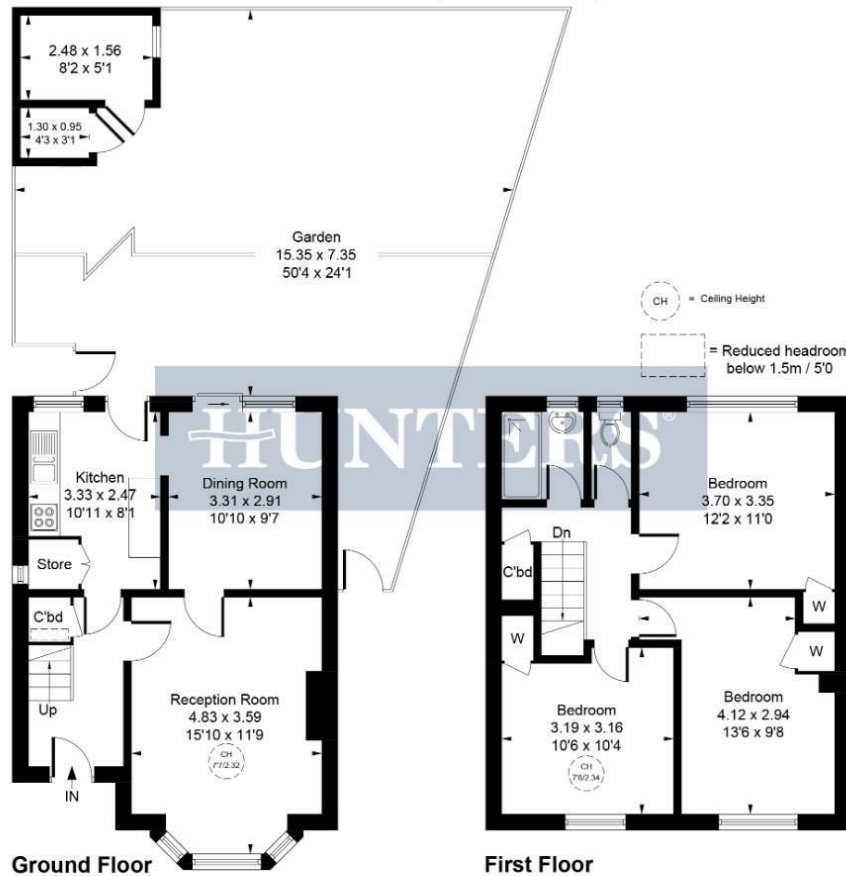 2.48 x 1.56
8'2 x 5'1
1.30 x 0.95
4'3 x 3'1
Garden
15.35 x 7.35
50'4 x 24'1
CH = Ceiling Height
= Reduced headroom
below 1.5m / 5'0
HUNTERS®
Kitchen
3.33 x 2.47
10'11 x 8'1
Dining Room
3.31 x 2.91
10'10 x 9'7
Store
C'bd
Up
IN
Reception Room
4.83 x 3.59
15'10 x 11'9
CH
7'7/2.32
Ground Floor
Bedroom
3.70 x 3.35
12'2 x 11'0
Dn
C'bd
W
W
W
Bedroom
3.19 x 3.16
10'6 x 10'4
CH
7'8/2.34
Bedroom
4.12 x 2.94
13'6 x 9'8
First Floor